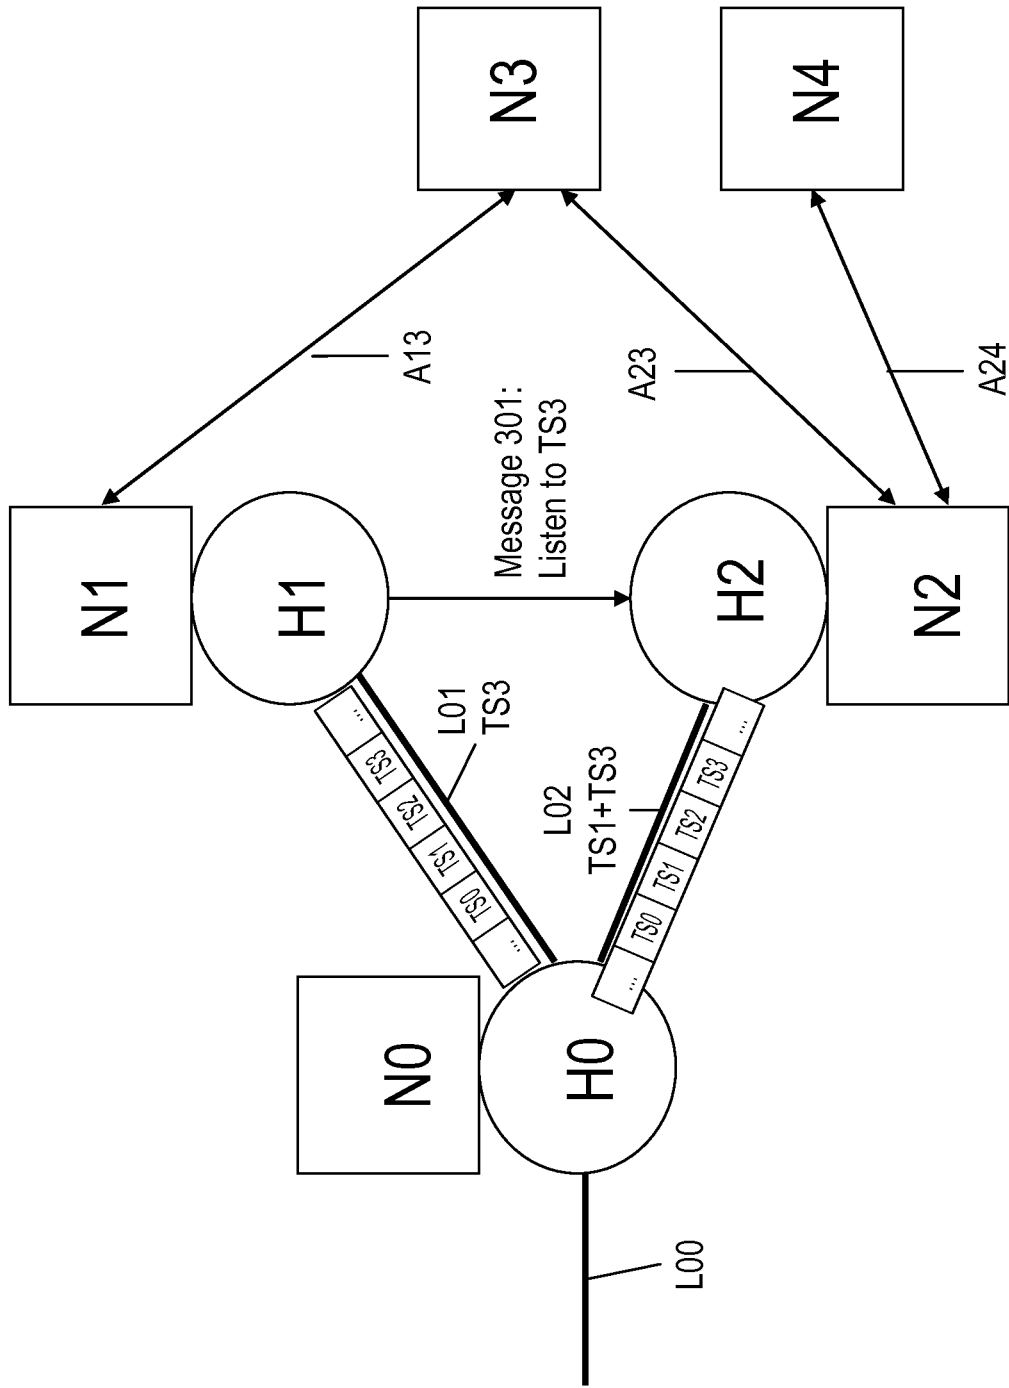 N1
H1
A13
N0
... TS0 TS1 TS2 TS3 ...
L01
TS3
N3
Message 301:
Listen to TS3
L02
TS1+TS3
H0
... TS0 TS1 TS2 TS3 ...
A23
L00
H2
N4
N2
A24